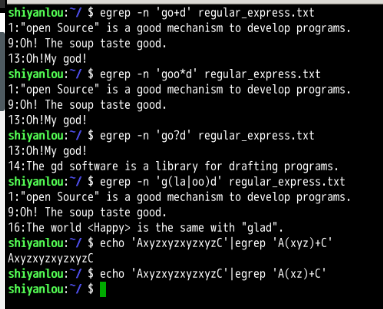 shiyanlou:~/ $ egrep -n 'go+d' regular_express.txt
1:"open Source" is a good mechanism to develop programs.
9:Oh! The soup taste good.
13:Oh!My god!
shiyanlou:~/ $ egrep -n 'goo*d' regular_express.txt
1:"open Source" is a good mechanism to develop programs.
9:Oh! The soup taste good.
13:Oh!My god!
shiyanlou:~/ $ egrep -n 'go?d' regular_express.txt
13:Oh!My god!
14:The gd software is a library for drafting programs.
shiyanlou:~/ $ egrep -n 'g(la|oo)d' regular_express.txt
1:"open Source" is a good mechanism to develop programs.
9:Oh! The soup taste good.
16:The world <Happy> is the same with "glad".
shiyanlou:~/ $ echo 'AxyzxyzxyzxyzC'|egrep 'A(xyz)+C'
AxyzxyzxyzxyzC
shiyanlou:~/ $ echo 'AxyzxyzxyzxyzC'|egrep 'A(xz)+C'
shiyanlou:~/ $